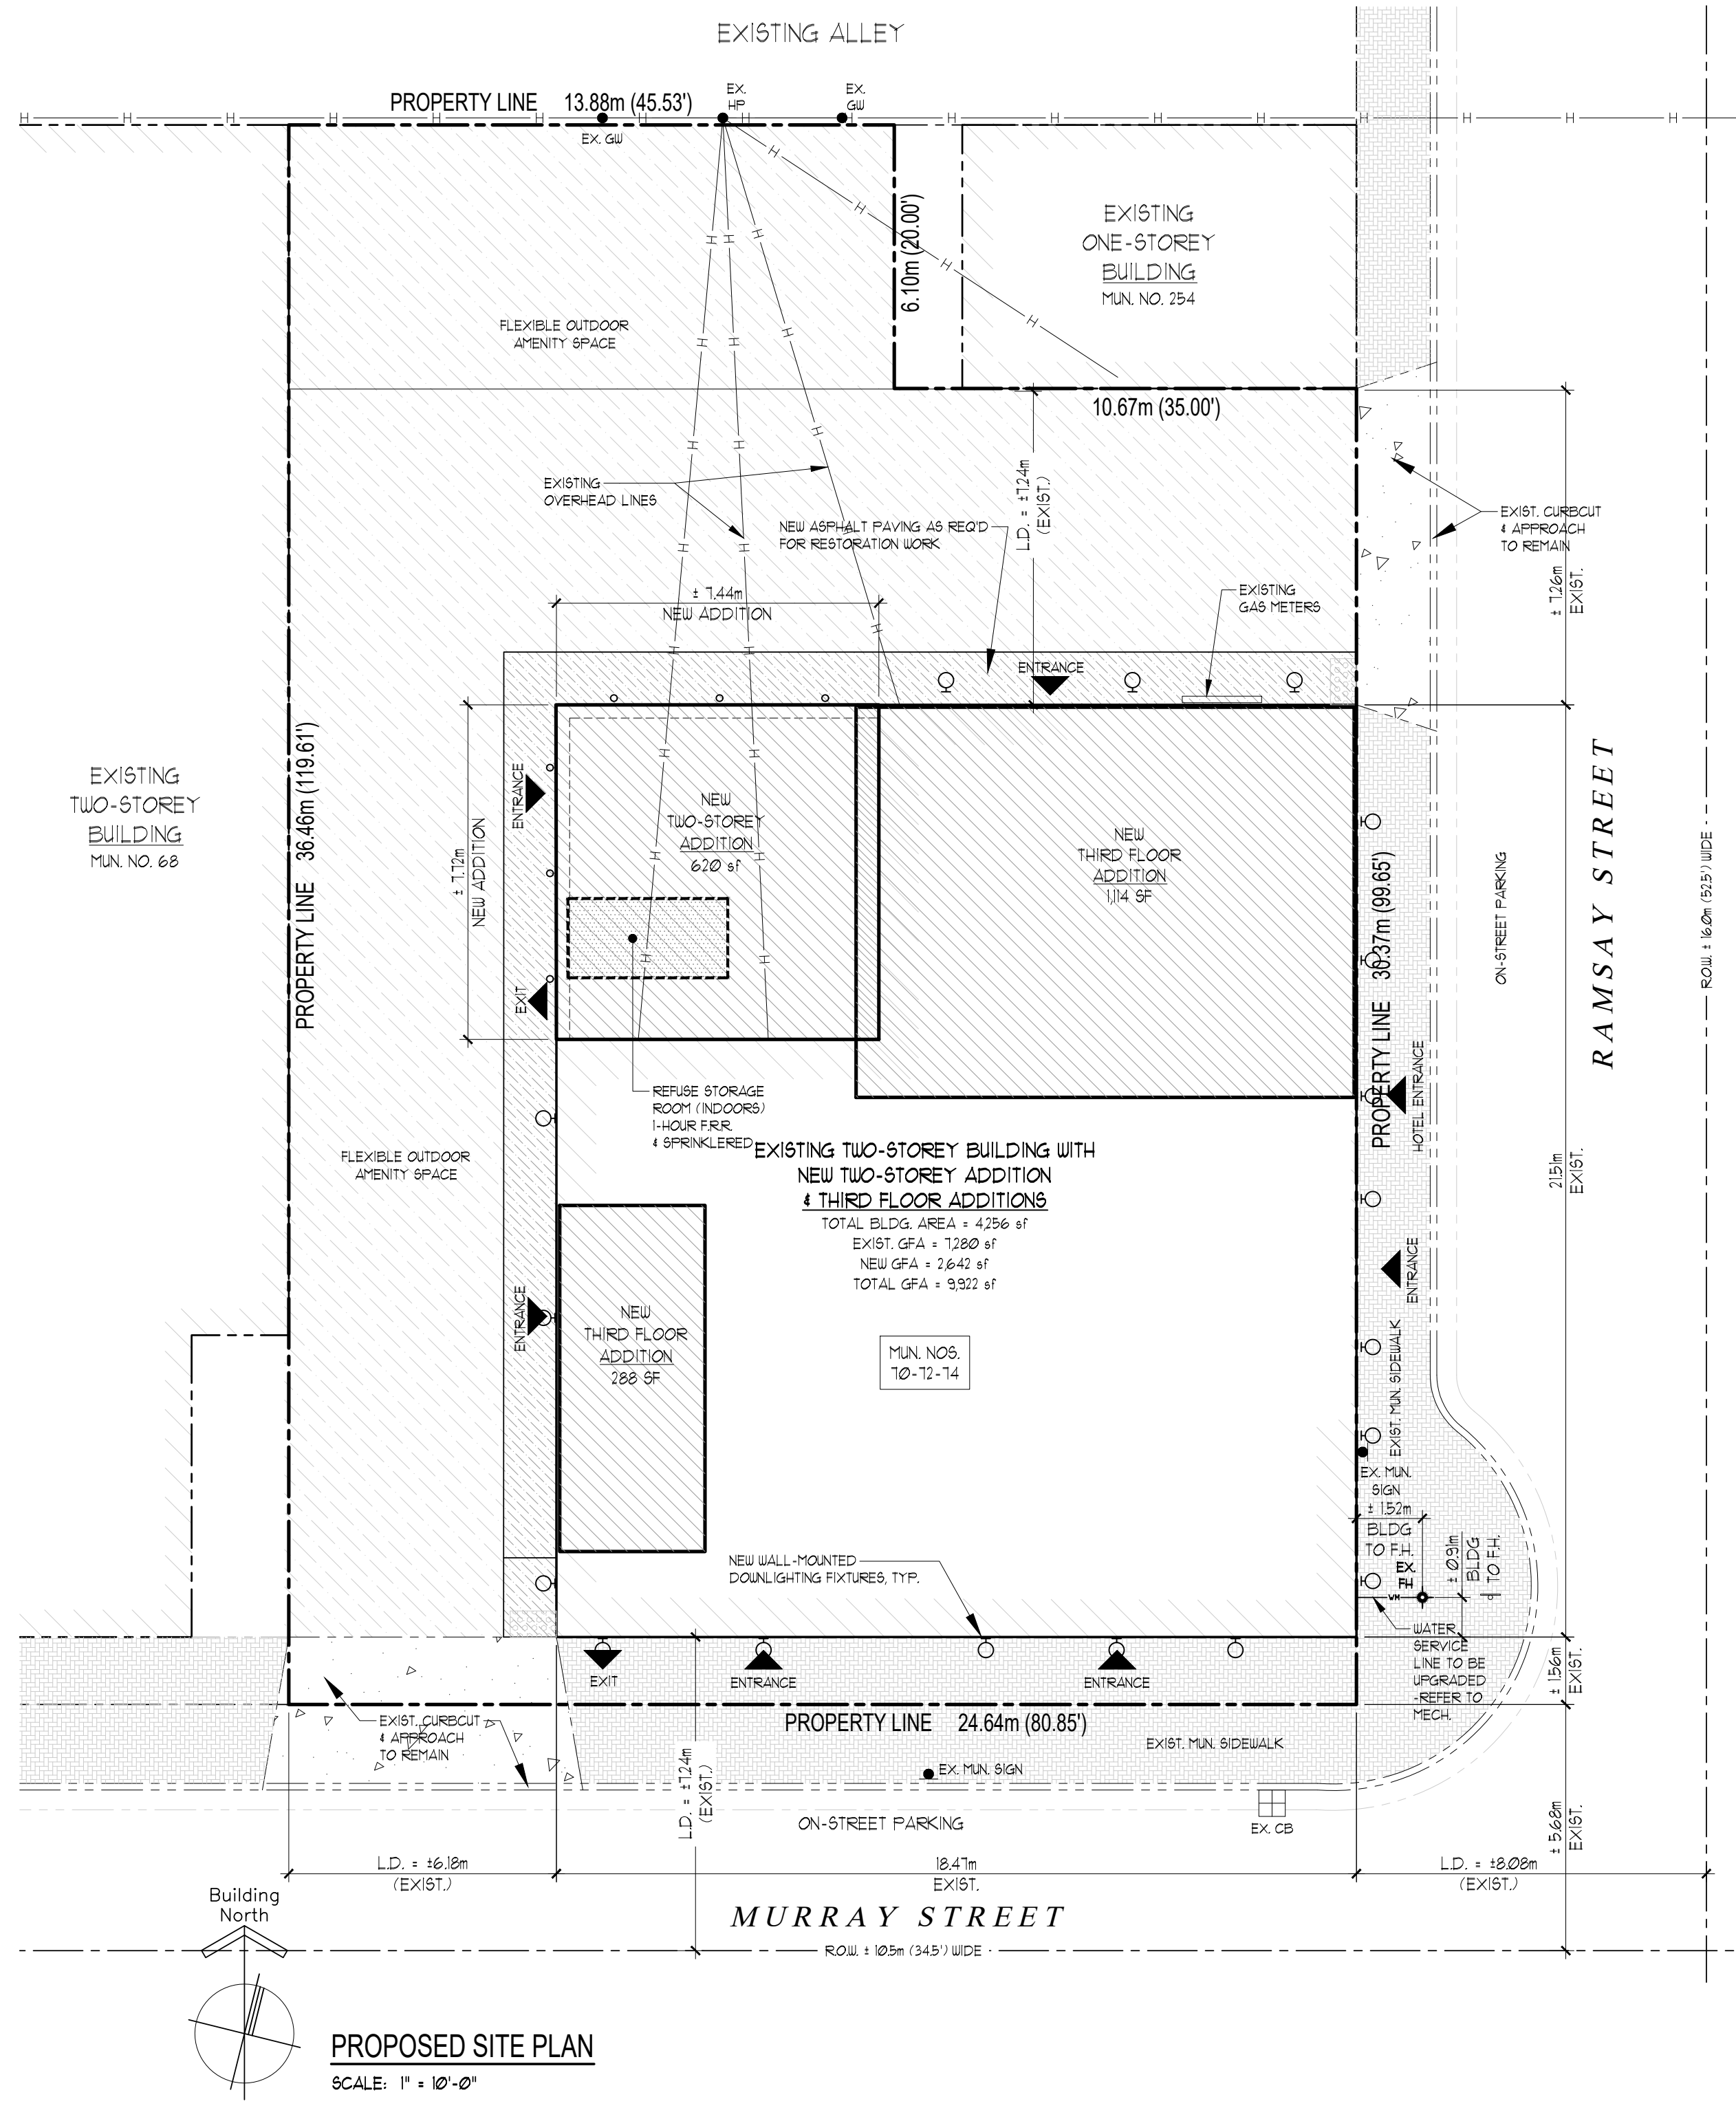 EXISTING ALLEY
PROPERTY LINE 13.88m (45.53')
EX.
HP
EX.
GW
EX. GW
H H H H H H H H H H H H H H H H H
6.10m (20.00')
EXISTING
ONE-STOREY
BUILDING
MUN. NO. 254
FLEXIBLE OUTDOOR
AMENITY SPACE
10.67m (35.00')
L.D. = ±7.24m
(EXIST.)
EXISTING
OVERHEAD LINES
NEW ASPHALT PAVING AS REQ'D
FOR RESTORATION WORK
EXIST. CURBCUT
& APPROACH
TO REMAIN
± 7.26m
EXIST.
± 7.44m
NEW ADDITION
EXISTING
GAS METERS
ENTRANCE
EXISTING
TWO-STOREY
BUILDING
MUN. NO. 68
PROPERTY LINE 36.46m (119.61')
± 7.72m
NEW ADDITION
ENTRANCE
EXIT
NEW
TWO-STOREY
ADDITION
620 sf
NEW
THIRD FLOOR
ADDITION
1,114 SF
PROPERTY LINE 30.37m (99.65')
ON-STREET PARKING
RAMSAY STREET
R.O.W. ± 16.0m (52.5') WIDE
HOTEL ENTRANCE
REFUSE STORAGE
ROOM (INDOORS)
1-HOUR F.R.R.
& SPRINKLERED
EXISTING TWO-STOREY BUILDING WITH
NEW TWO-STOREY ADDITION
& THIRD FLOOR ADDITIONS
TOTAL BLDG. AREA = 4,256 sf
EXIST. GFA = 7,280 sf
NEW GFA = 2,642 sf
TOTAL GFA = 9,922 sf
FLEXIBLE OUTDOOR
AMENITY SPACE
21.51m
EXIST.
ENTRANCE
ENTRANCE
NEW
THIRD FLOOR
ADDITION
288 SF
MUN. NOS.
70-72-74
EXIST. MUN. SIDEWALK
EX. MUN.
SIGN
± 1.52m
BLDG
TO F.H.
EX
FH
WM
± 0.91m
BLDG
TO F.H.
NEW WALL-MOUNTED
DOWNLIGHTING FIXTURES, TYP.
WATER
SERVICE
LINE TO BE
UPGRADED
-REFER TO
MECH.
± 1.56m
EXIST.
EXIT
ENTRANCE
ENTRANCE
EXIST. CURBCUT
& APPROACH
TO REMAIN
PROPERTY LINE 24.64m (80.85')
EXIST. MUN. SIDEWALK
EX. MUN. SIGN
L.D. = ±7.24m
(EXIST.)
ON-STREET PARKING
EX. CB
± 5.68m
EXIST.
L.D. = ±6.18m
(EXIST.)
18.47m
EXIST.
L.D. = ±8.08m
(EXIST.)
MURRAY STREET
R.O.W. ± 10.5m (34.5') WIDE
Building
North
PROPOSED SITE PLAN
SCALE: 1" = 10'-0"